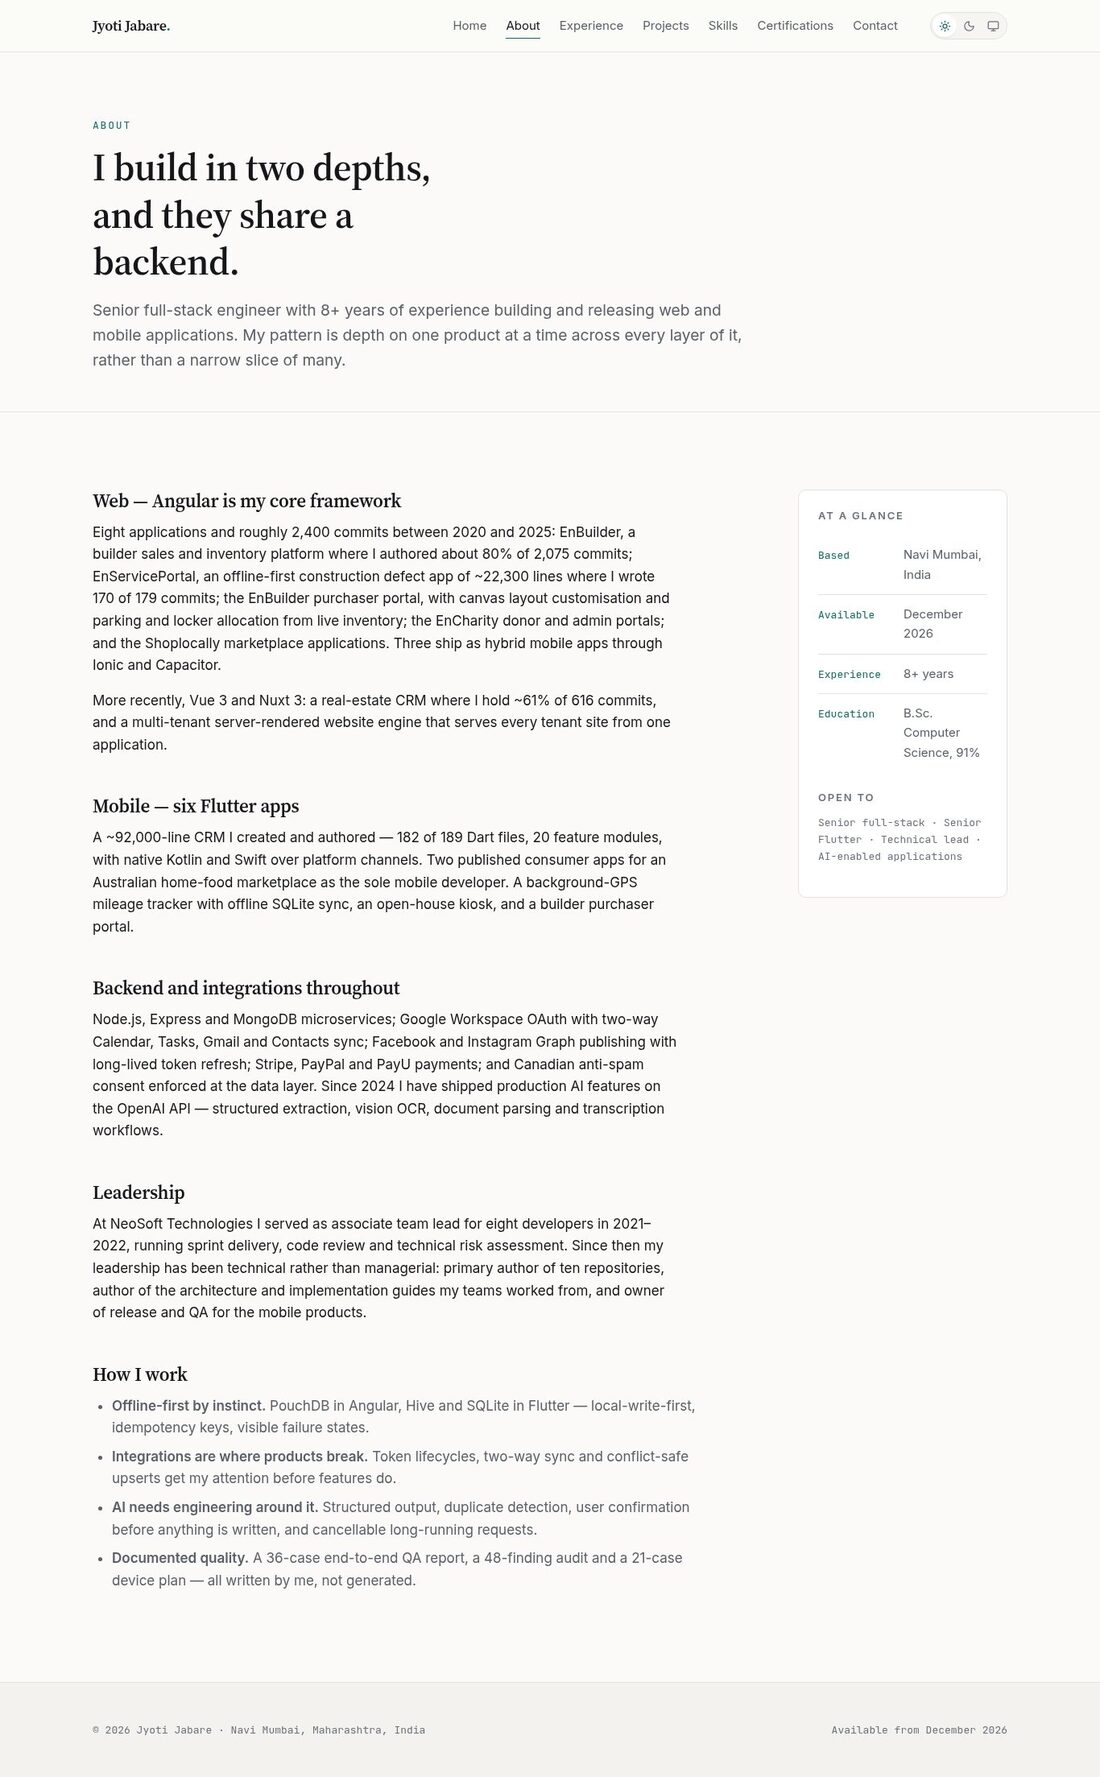 Jyoti Jabare.
Home About Experience Projects Skills Certifications Contact
ABOUT
I build in two depths,
and they share a
backend.
Senior full-stack engineer with 8+ years of experience building and releasing web and
mobile applications. My pattern is depth on one product at a time across every layer of it,
rather than a narrow slice of many.
Web — Angular is my core framework
Eight applications and roughly 2,400 commits between 2020 and 2025: EnBuilder, a
builder sales and inventory platform where I authored about 80% of 2,075 commits;
EnServicePortal, an offline-first construction defect app of ~22,300 lines where I wrote
170 of 179 commits; the EnBuilder purchaser portal, with canvas layout customisation and
parking and locker allocation from live inventory; the EnCharity donor and admin portals;
and the Shoplocally marketplace applications. Three ship as hybrid mobile apps through
Ionic and Capacitor.
More recently, Vue 3 and Nuxt 3: a real-estate CRM where I hold ~61% of 616 commits,
and a multi-tenant server-rendered website engine that serves every tenant site from one
application.
Mobile — six Flutter apps
A ~92,000-line CRM I created and authored — 182 of 189 Dart files, 20 feature modules,
with native Kotlin and Swift over platform channels. Two published consumer apps for an
Australian home-food marketplace as the sole mobile developer. A background-GPS
mileage tracker with offline SQLite sync, an open-house kiosk, and a builder purchaser
portal.
Backend and integrations throughout
Node.js, Express and MongoDB microservices; Google Workspace OAuth with two-way
Calendar, Tasks, Gmail and Contacts sync; Facebook and Instagram Graph publishing with
long-lived token refresh; Stripe, PayPal and PayU payments; and Canadian anti-spam
consent enforced at the data layer. Since 2024 I have shipped production AI features on
the OpenAI API — structured extraction, vision OCR, document parsing and transcription
workflows.
Leadership
At NeoSoft Technologies I served as associate team lead for eight developers in 2021–
2022, running sprint delivery, code review and technical risk assessment. Since then my
leadership has been technical rather than managerial: primary author of ten repositories,
author of the architecture and implementation guides my teams worked from, and owner
of release and QA for the mobile products.
How I work
• Offline-first by instinct. PouchDB in Angular, Hive and SQLite in Flutter — local-write-first,
idempotency keys, visible failure states.
• Integrations are where products break. Token lifecycles, two-way sync and conflict-safe
upserts get my attention before features do.
• AI needs engineering around it. Structured output, duplicate detection, user confirmation
before anything is written, and cancellable long-running requests.
• Documented quality. A 36-case end-to-end QA report, a 48-finding audit and a 21-case
device plan — all written by me, not generated.
AT A GLANCE
Based Navi Mumbai,
India
Available December
2026
Experience 8+ years
Education B.Sc.
Computer
Science, 91%
OPEN TO
Senior full-stack · Senior
Flutter · Technical lead ·
AI-enabled applications
© 2026 Jyoti Jabare · Navi Mumbai, Maharashtra, India
Available from December 2026